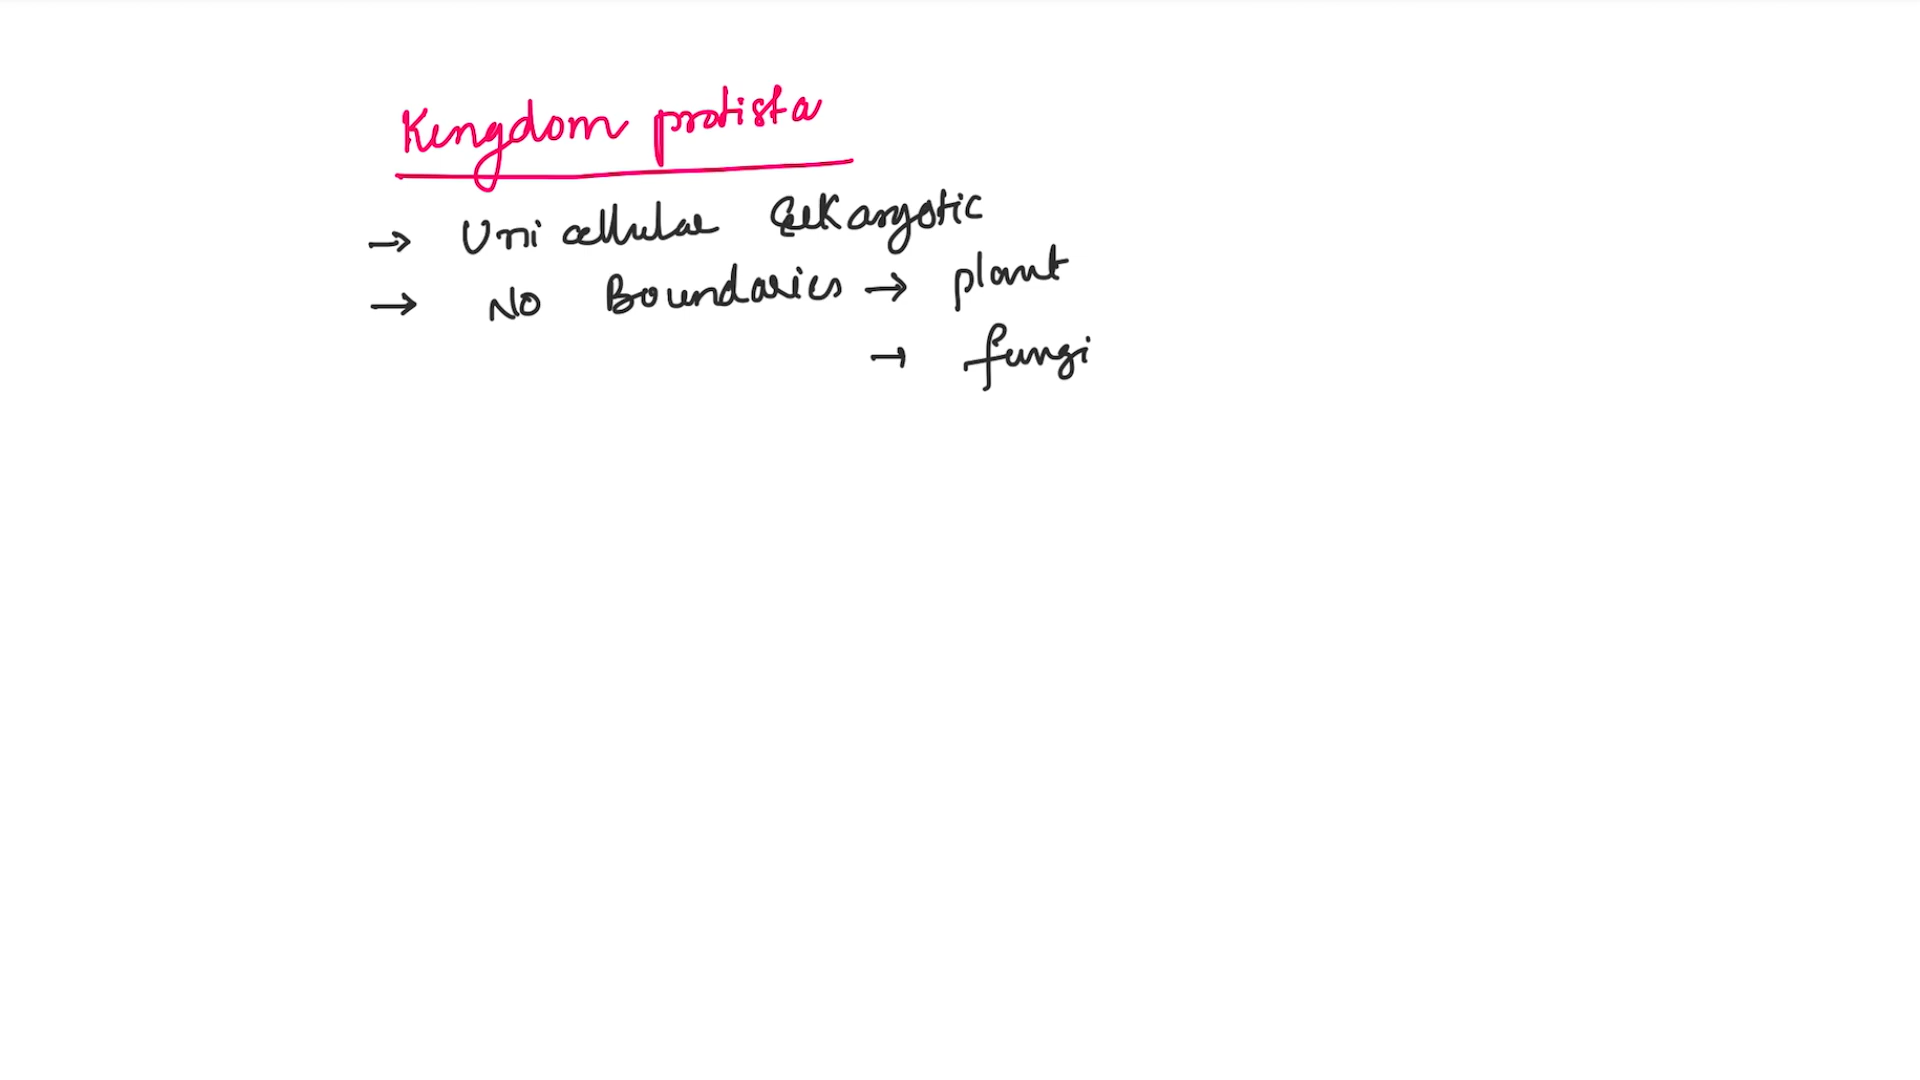 Kingdom protista
→ Unicellular Eukaryotic
→ No Boundaries → plant
→ fungi